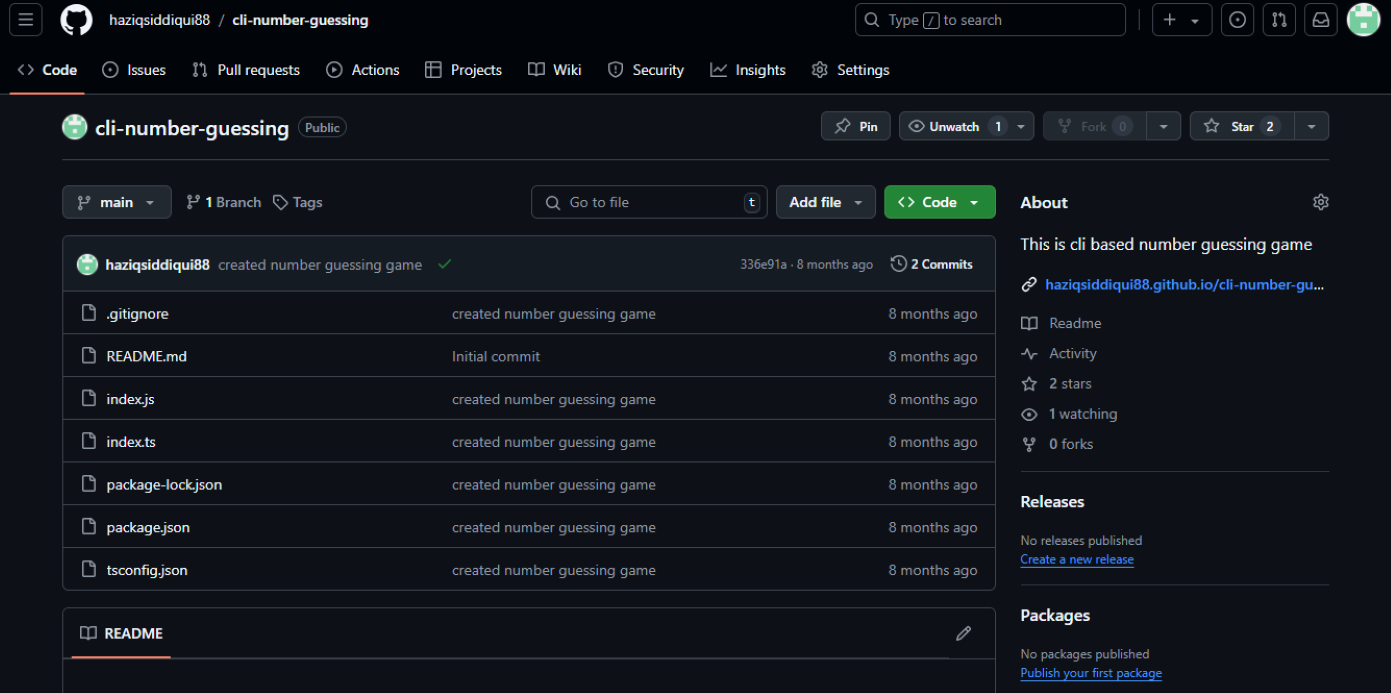 haziqsiddiqui88 / cli-number-guessing Type / to search
Code Issues Pull requests Actions Projects Wiki Security Insights Settings
cli-number-guessing Public Pin Unwatch 1 Fork 0 Star 2
main 1 Branch Tags Go to file t Add file Code
haziqsiddiqui88 created number guessing game 336e91a · 8 months ago 2 Commits
.gitignore created number guessing game 8 months ago
README.md Initial commit 8 months ago
index.js created number guessing game 8 months ago
index.ts created number guessing game 8 months ago
package-lock.json created number guessing game 8 months ago
package.json created number guessing game 8 months ago
tsconfig.json created number guessing game 8 months ago
README
About
This is cli based number guessing game
haziqsiddiqui88.github.io/cli-number-gu...
Readme
Activity
2 stars
1 watching
0 forks
Releases
No releases published
Create a new release
Packages
No packages published
Publish your first package